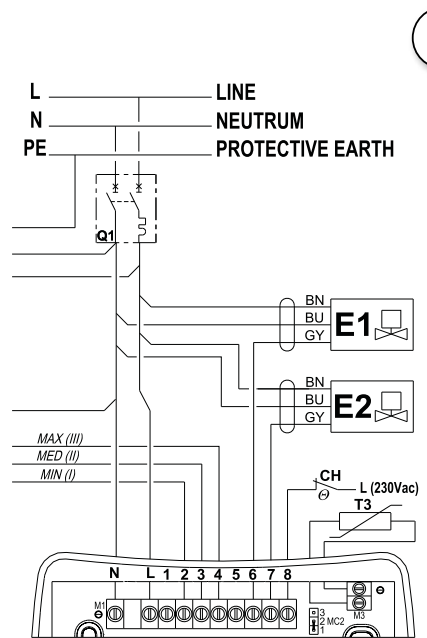 L LINE
N NEUTRUM
PE PROTECTIVE EARTH
Q1
BN
BU
GY
E1
BN
BU
GY
E2
MAX (III)
MED (II)
MIN (I)
CH
L (230Vac)
T3
N L 1 2 3 4 5 6 7 8
M1
3
2 MC2
1
M3